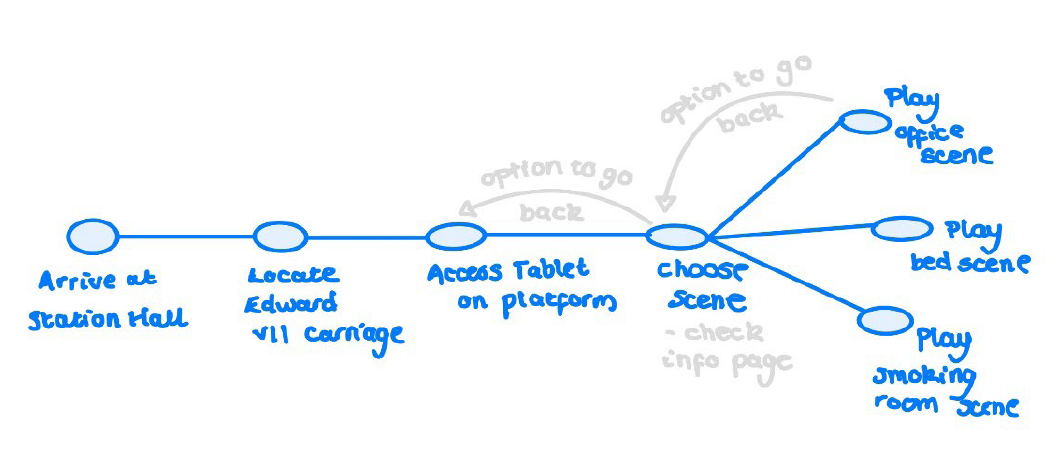 Arrive at
Station Hall
Locate
Edward
VII Carriage
option to go
back
Access Tablet
on platform
option to go
back
choose
scene
- check
info page
Play
office
scene
Play
bed scene
Play
smoking
room scene